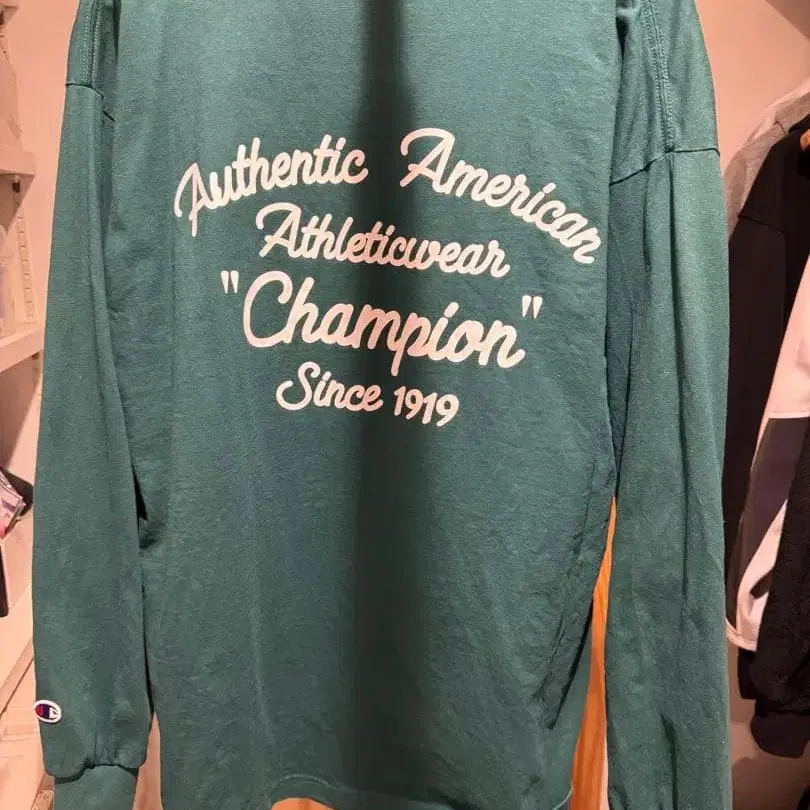 Authentic American
Athleticwear
"Champion"
Since 1919